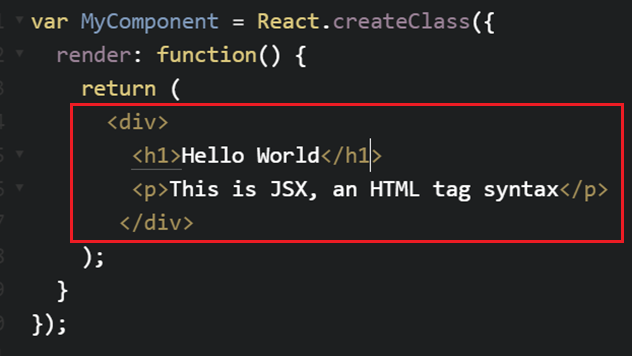 var MyComponent = React.createClass({
render: function() {
return (
<div>
<h1>Hello World</h1>
<p>This is JSX, an HTML tag syntax</p>
</div>
);
}
});